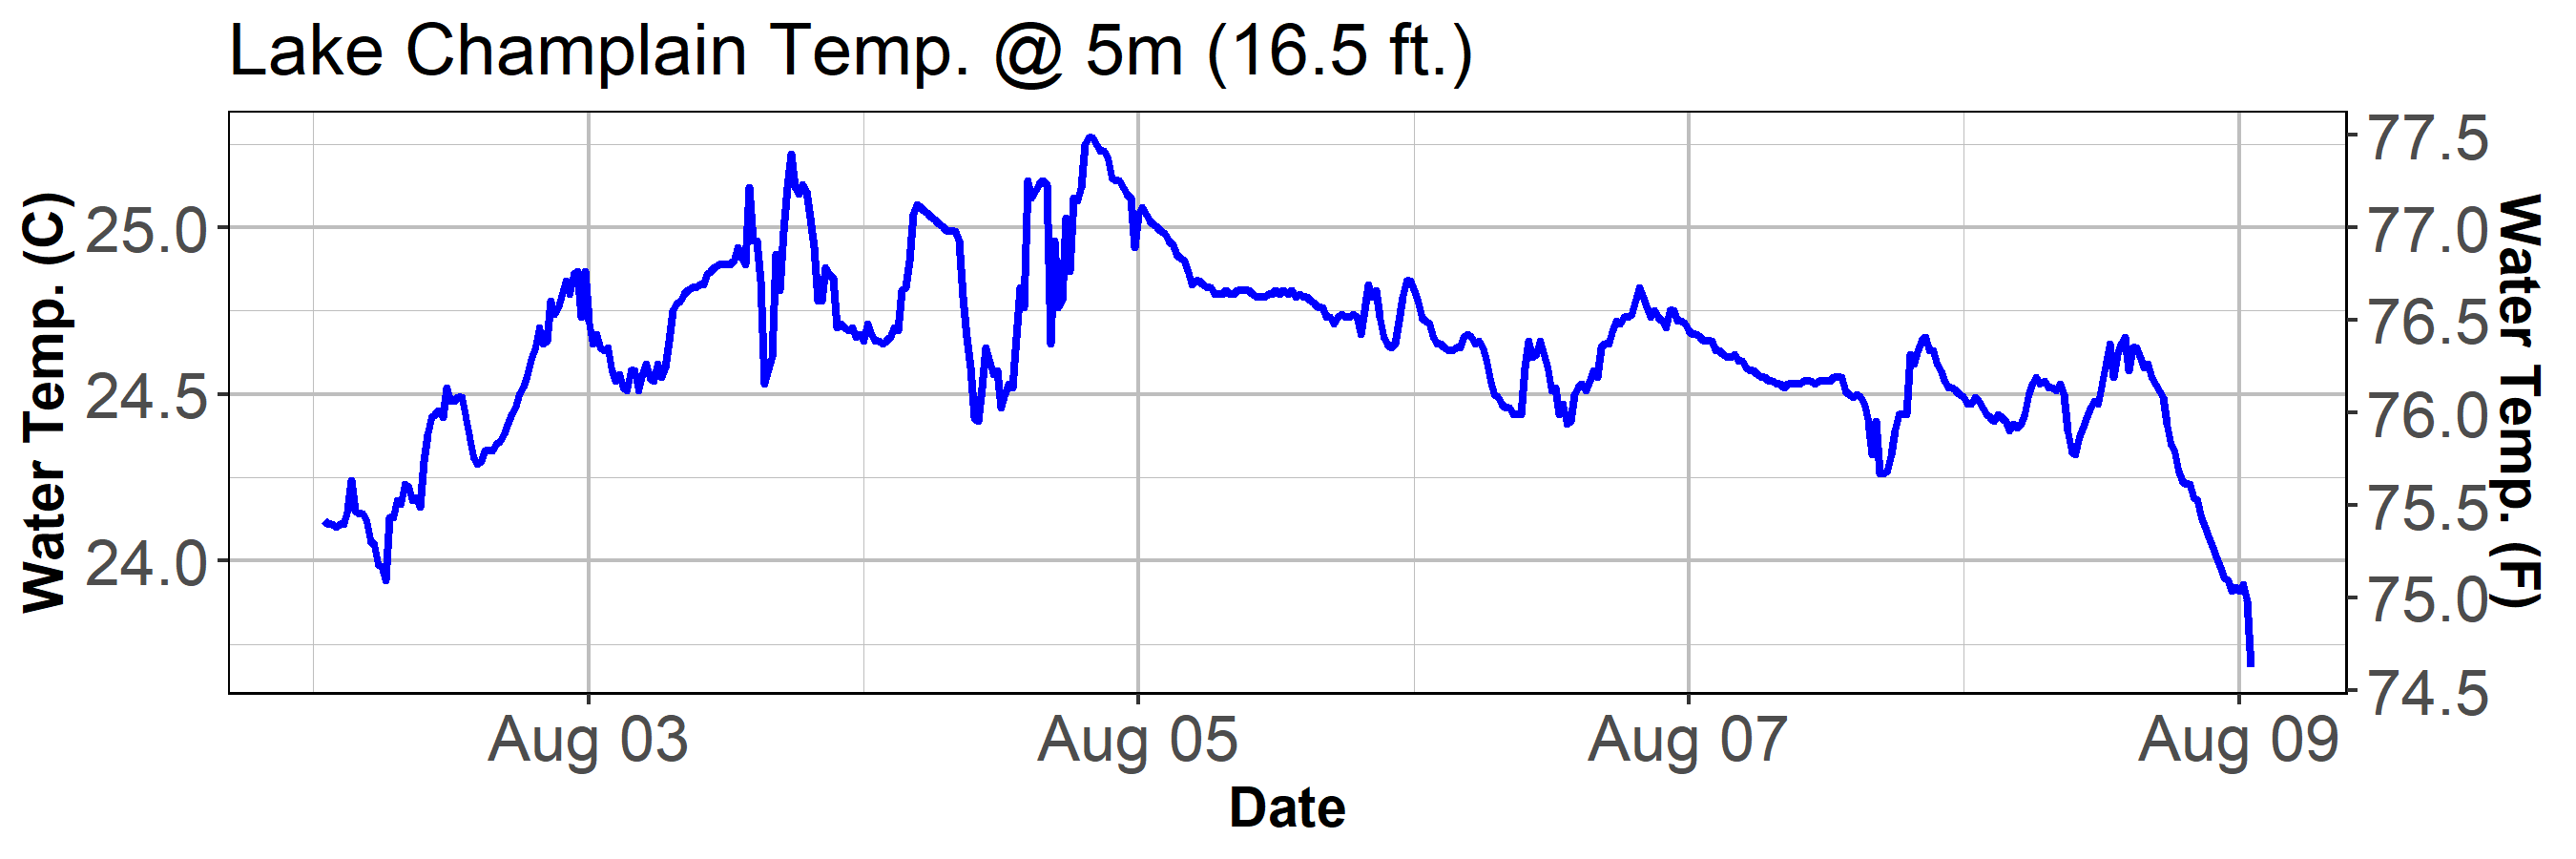 Lake Champlain Temp. @ 5m (16.5 ft.)
Water Temp. (C)
25.0
24.5
24.0
77.5
77.0
76.5
76.0
75.5
75.0
74.5
Water Temp. (F)
Aug 03 Aug 05 Aug 07 Aug 09
Date